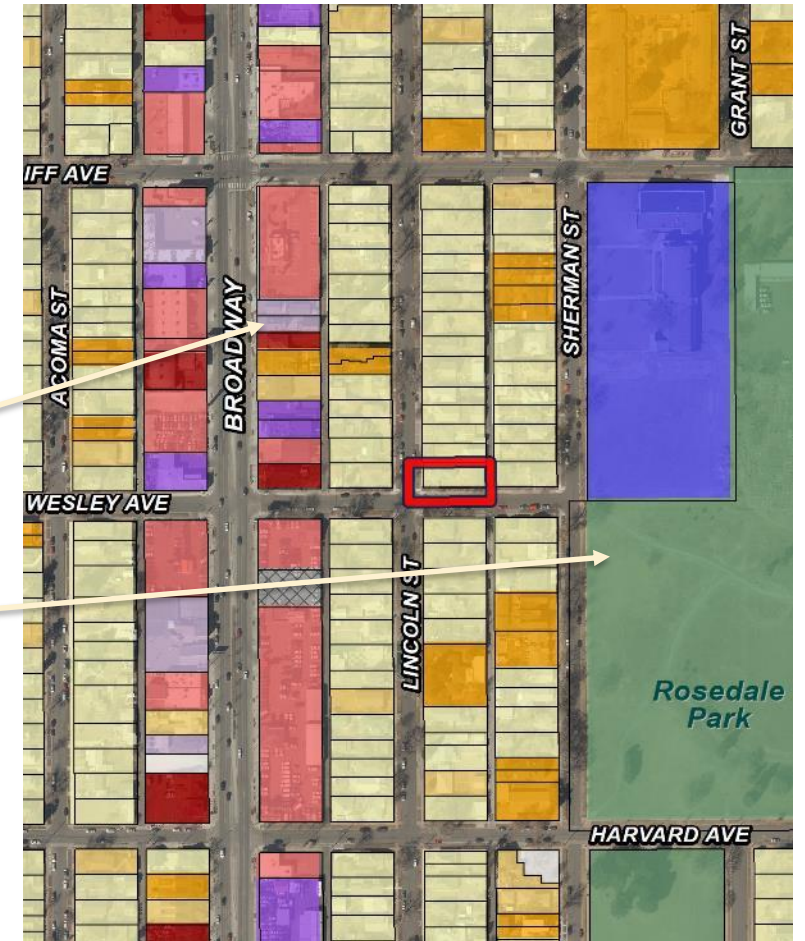 GRANT ST
IFF AVE
ACOMA ST
BROADWAY
SHERMAN ST
WESLEY AVE
LINCOLN ST
Rosedale
Park
HARVARD AVE